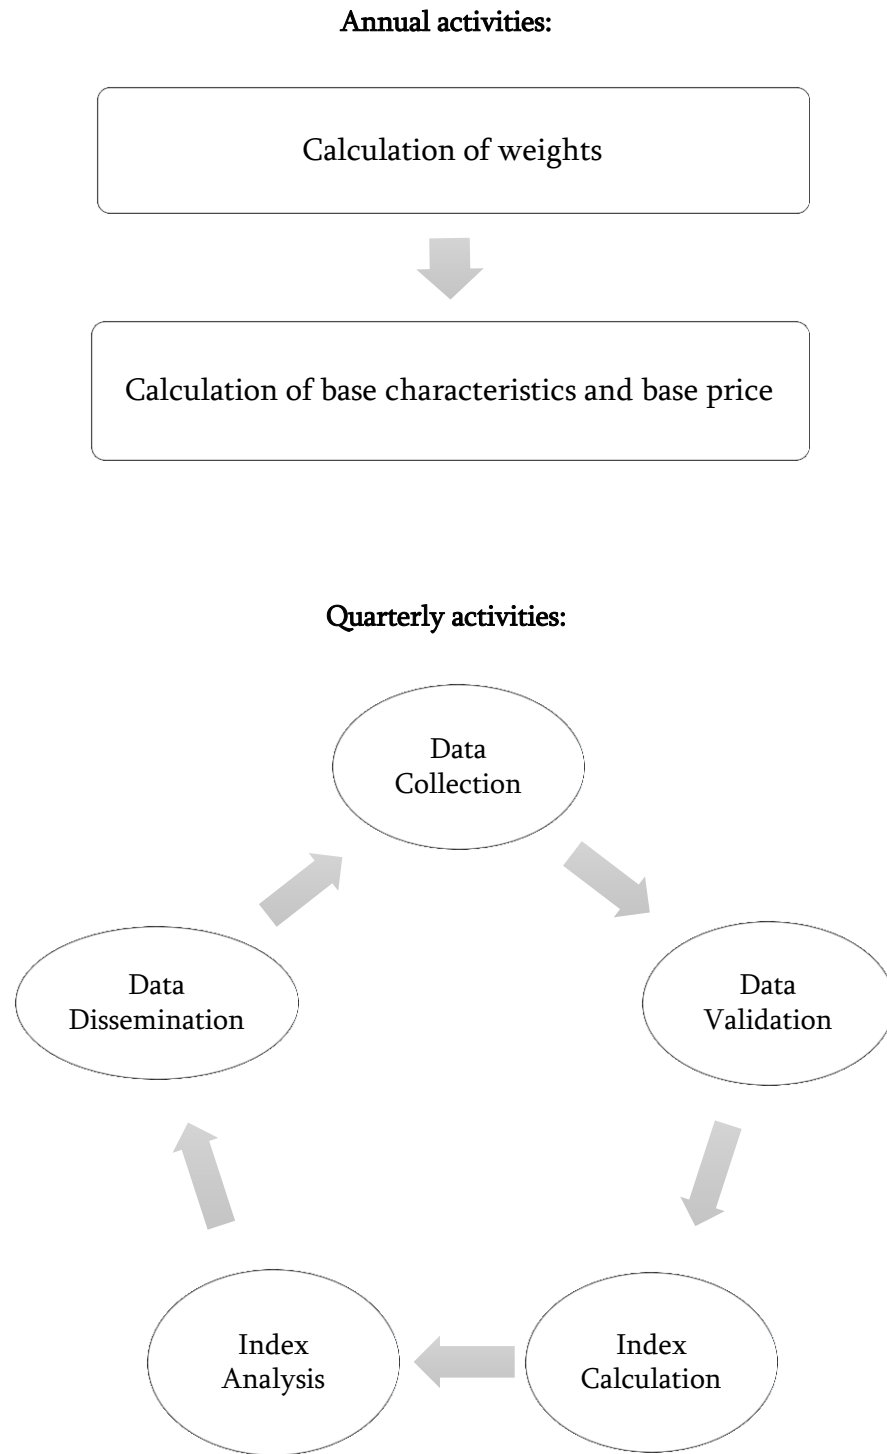 Annual activities:
Calculation of weights
Calculation of base characteristics and base price
Quarterly activities:
Data
Collection
Data
Validation
Index
Calculation
Index
Analysis
Data
Dissemination